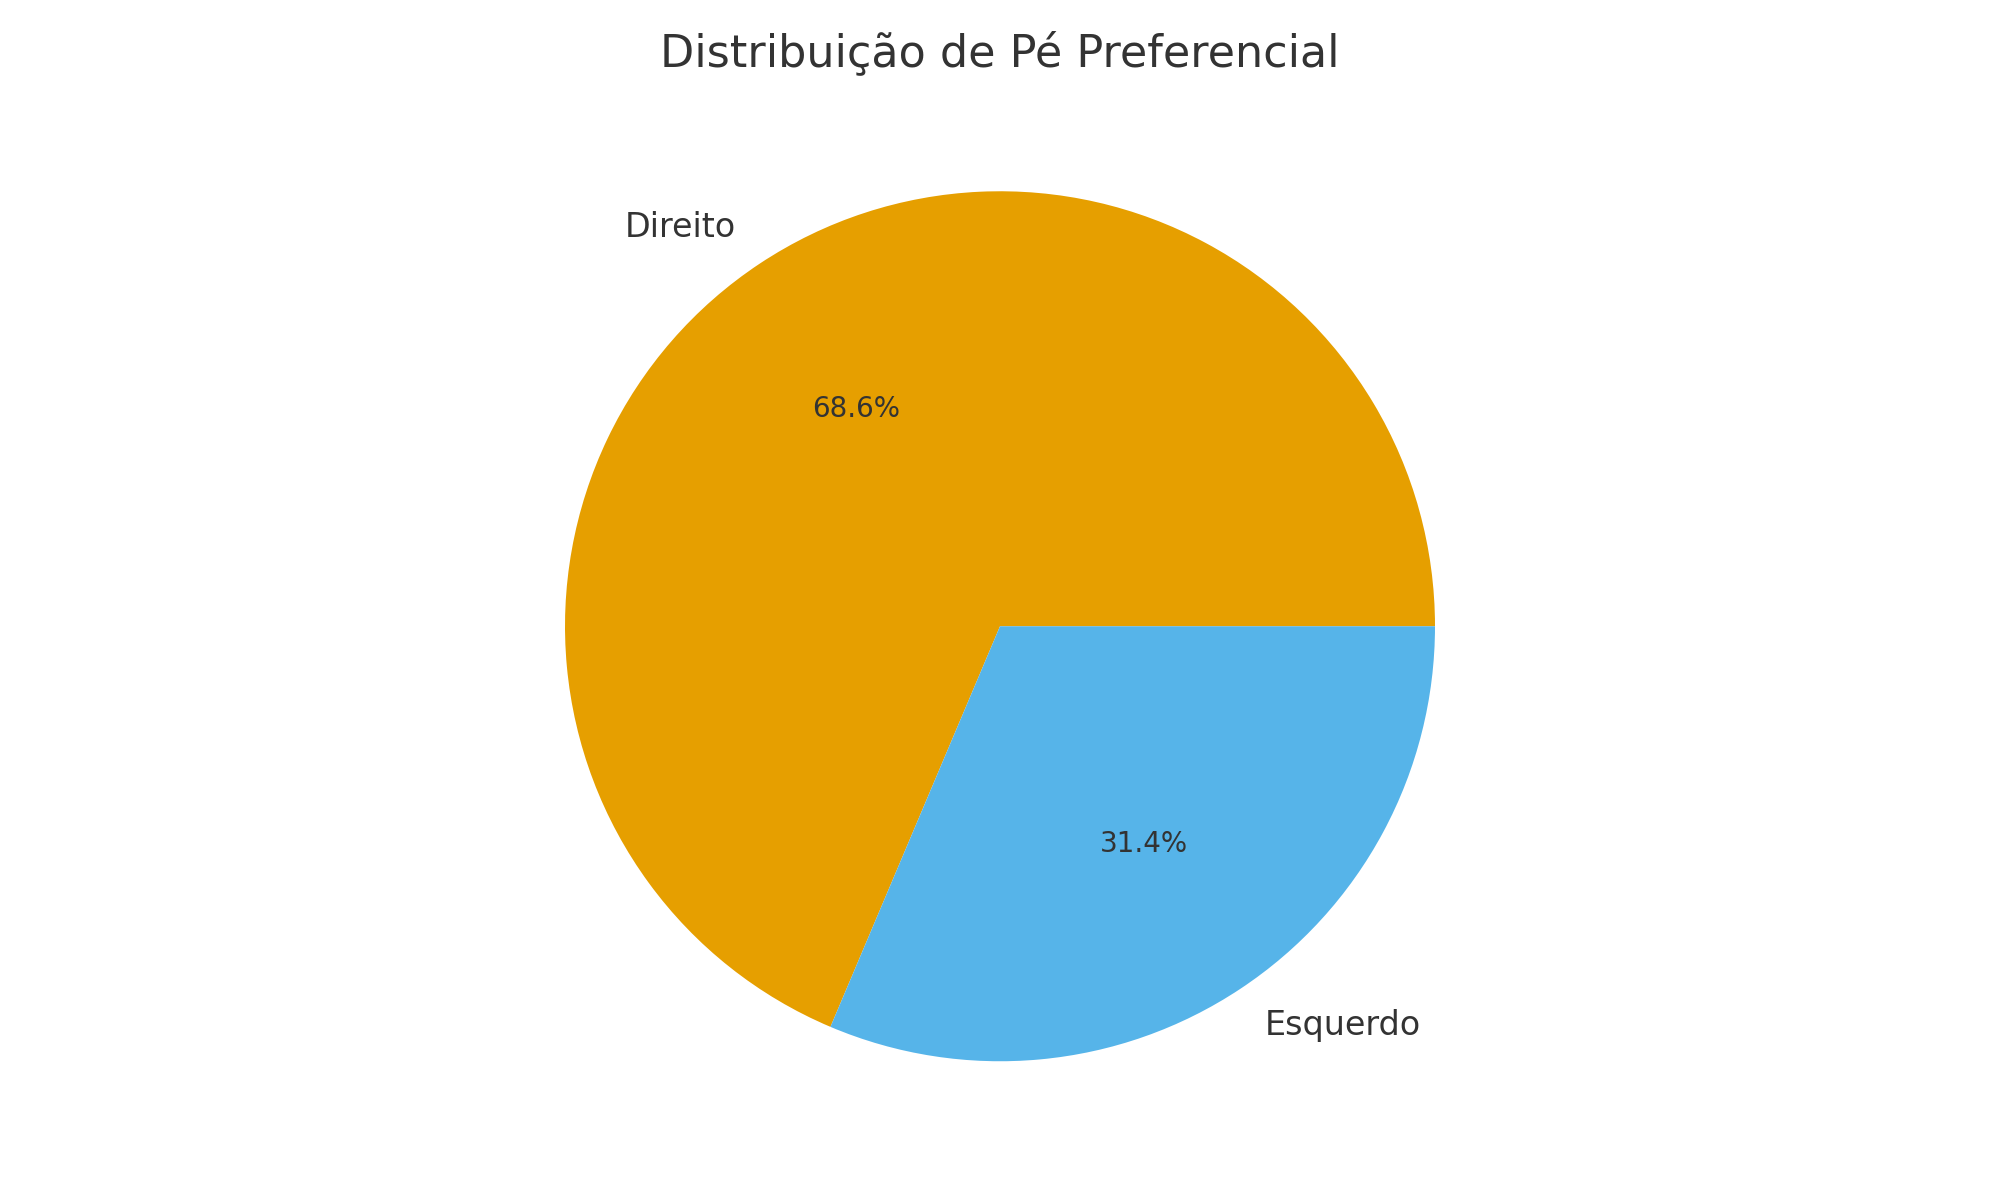 Distribuição de Pé Preferencial
Direito
68.6%
31.4%
Esquerdo